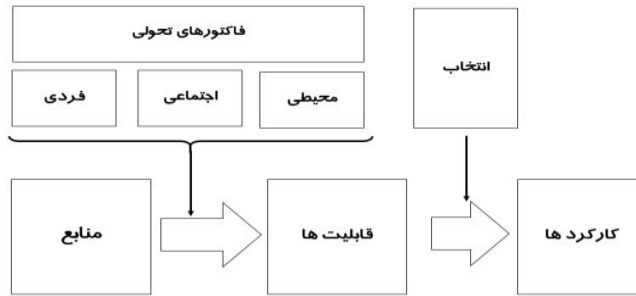 فاکتورهای تحولی
انتخاب
محیطی
اجتماعی
فردی
منابع
قابلیت ها
کارکرد ها